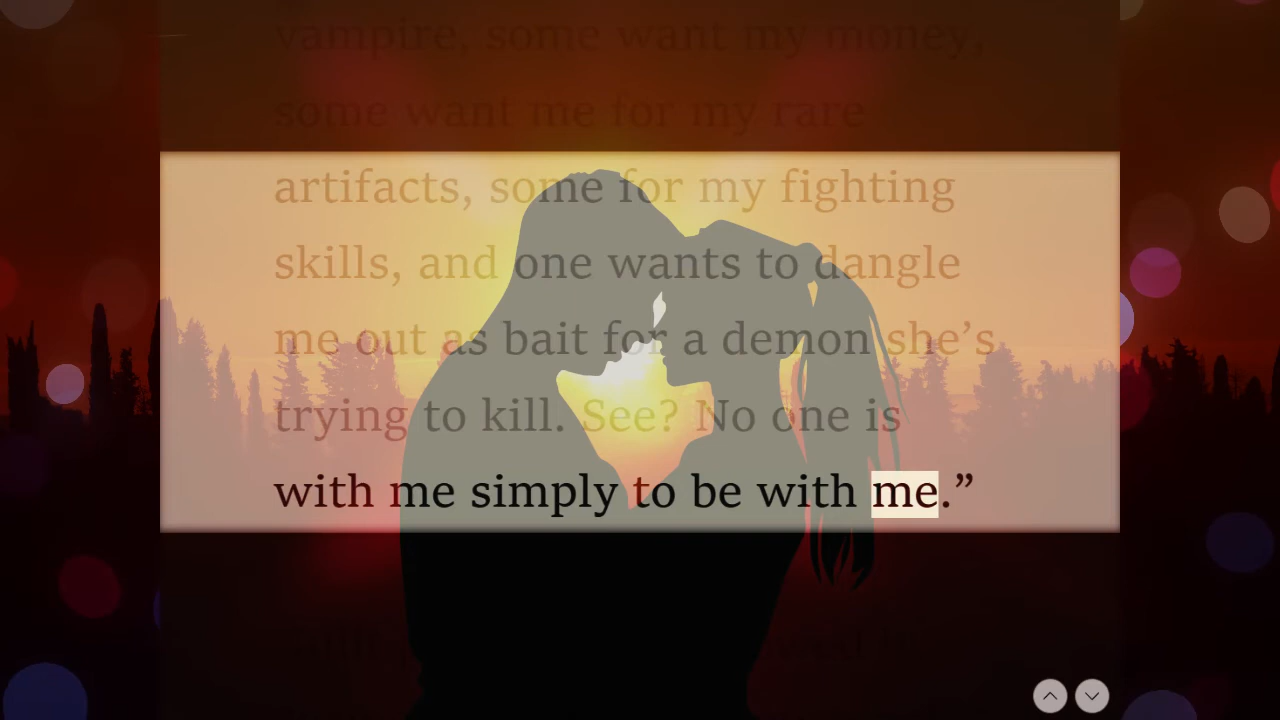 vampire, some want my money,
some want me for my rare
artifacts, some for my fighting
skills, and one wants to dangle
me out as bait for a demon she’s
trying to kill. See? No one is
with me simply to be with me.”